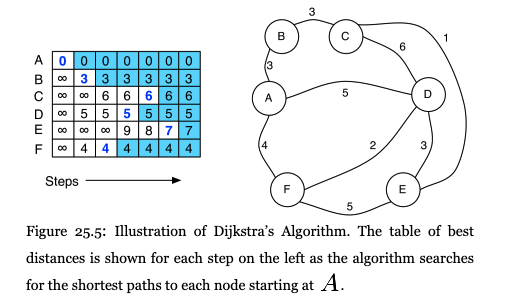 A 0 0 0 0 0 0 0
B ∞ 3 3 3 3 3 3
C ∞ ∞ 6 6 6 6 6
D ∞ 5 5 5 5 5 5
E ∞ ∞ ∞ 9 8 7 7
F ∞ 4 4 4 4 4 4
Steps
3
B
C
1
6
3
A
5
D
4
2
3
F
E
5
Figure 25.5: Illustration of Dijkstra's Algorithm. The table of best
distances is shown for each step on the left as the algorithm searches
for the shortest paths to each node starting at A.